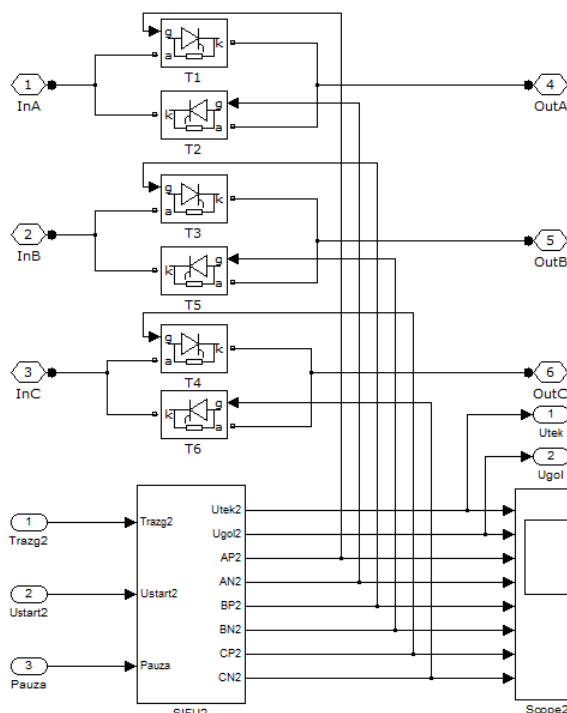 g k
a
T1
1
InA
4
OutA
k g
a
T2
g k
a
T3
2
InB
5
OutB
k g
a
T5
g k
a
T4
3
InC
6
OutC
k g
a
T6
1
Utek
2
Ugol
1
Trazg2
2
Ustart2
3
Pauza
Trazg2
Ustart2
Pauza
Utek2
Ugol2
AP2
AN2
BP2
BN2
CP2
CN2
SIFU2
Scope2